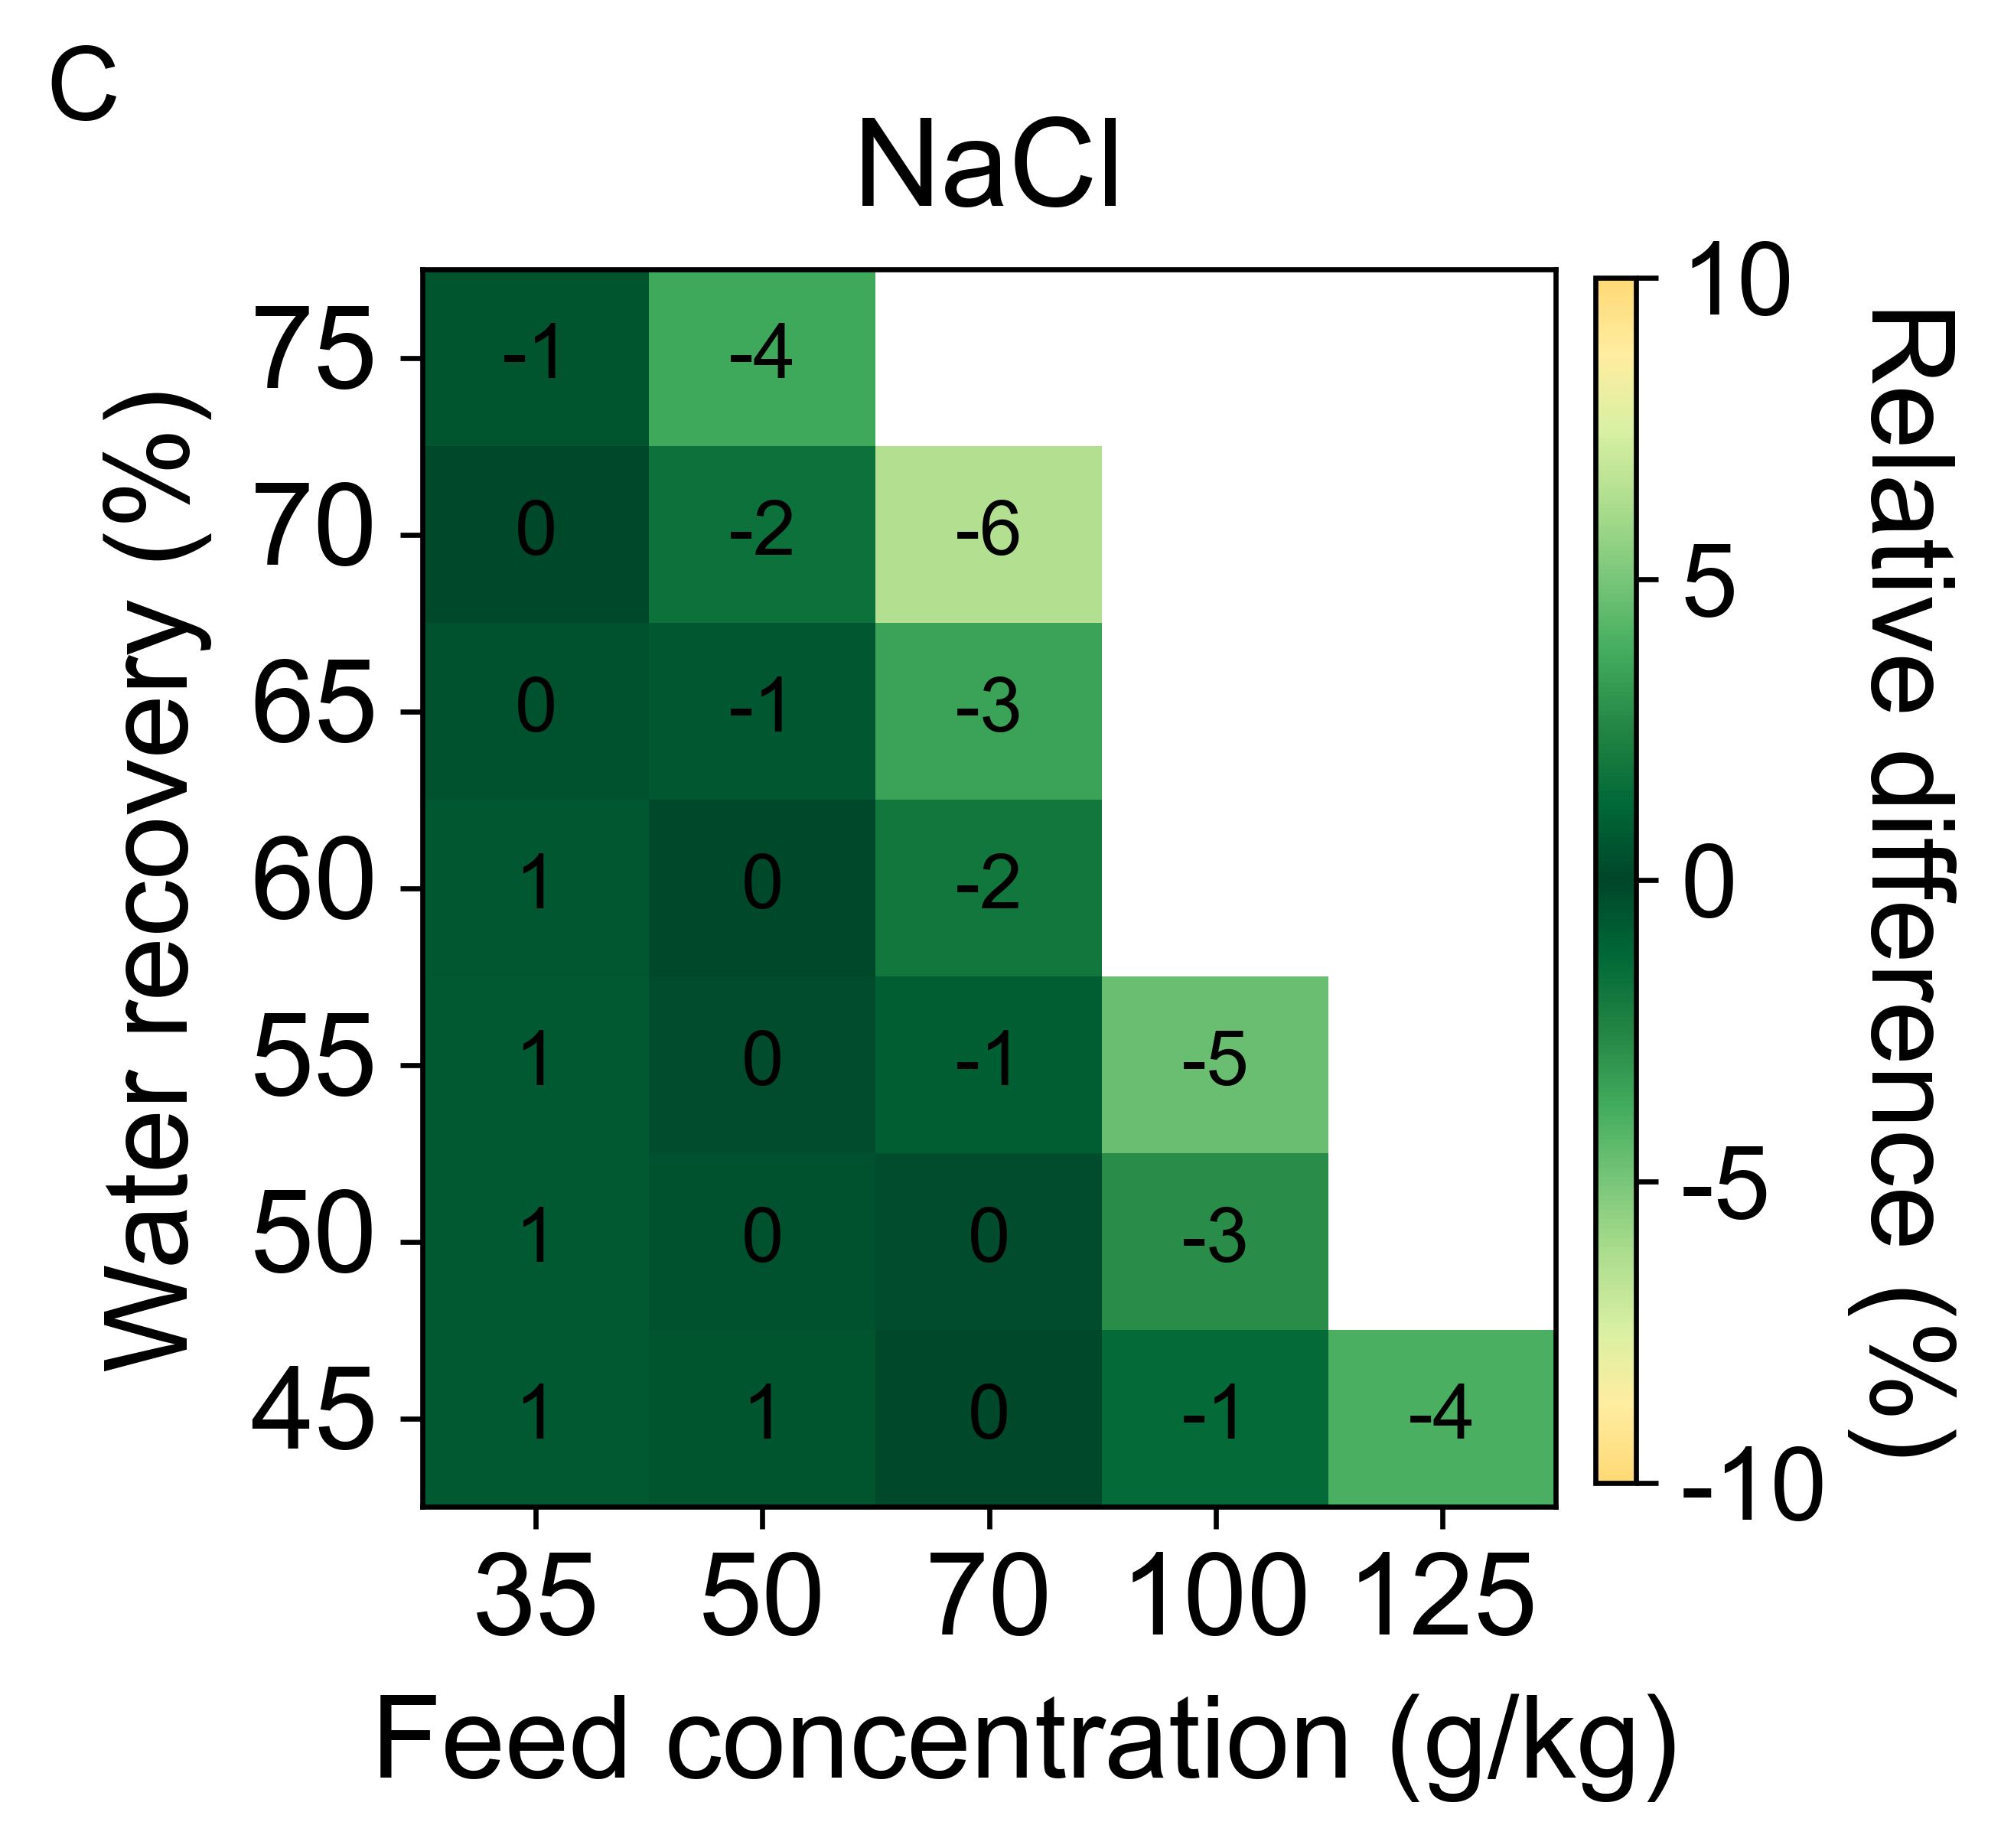 C
NaCl
75 -1 -4
70 0 -2 -6
65 0 -1 -3
60 1 0 -2
55 1 0 -1 -5
50 1 0 0 -3
45 1 1 0 -1 -4
35 50 70 100 125
Feed concentration (g/kg)
Water recovery (%)
10
5
0
-5
-10
Relative difference (%)